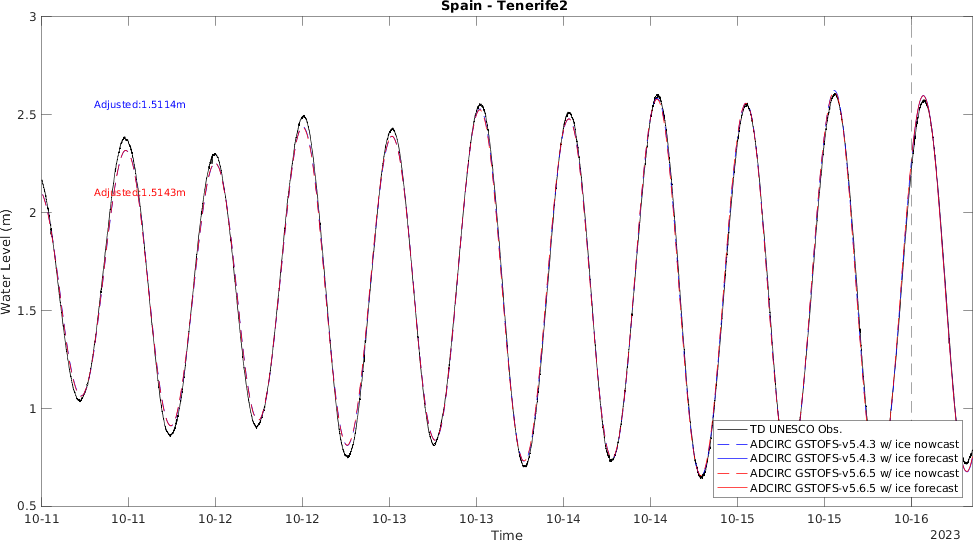 Spain - Tenerife2
3
2.5
2
1.5
1
0.5
Water Level (m)
Adjusted:1.5114m
Adjusted:1.5143m
TD UNESCO Obs.
ADCIRC GSTOFS-v5.4.3 w/ ice nowcast
ADCIRC GSTOFS-v5.4.3 w/ ice forecast
ADCIRC GSTOFS-v5.6.5 w/ ice nowcast
ADCIRC GSTOFS-v5.6.5 w/ ice forecast
10-11 10-11 10-12 10-12 10-13 10-13 10-14 10-14 10-15 10-15 10-16
Time
2023